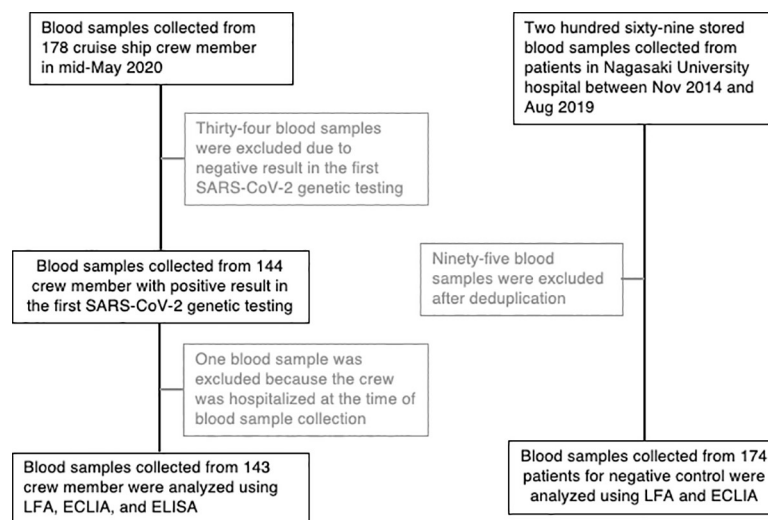 Blood samples collected from
178 cruise ship crew member
in mid-May 2020
Thirty-four blood samples
were excluded due to
negative result in the first
SARS-CoV-2 genetic testing
Blood samples collected from 144
crew member with positive result in
the first SARS-CoV-2 genetic testing
One blood sample was
excluded because the crew
was hospitalized at the time of
blood sample collection
Blood samples collected from 143
crew member were analyzed using
LFA, ECLIA, and ELISA
Two hundred sixty-nine stored
blood samples collected from
patients in Nagasaki University
hospital between Nov 2014 and
Aug 2019
Ninety-five blood
samples were excluded
after deduplication
Blood samples collected from 174
patients for negative control were
analyzed using LFA and ECLIA